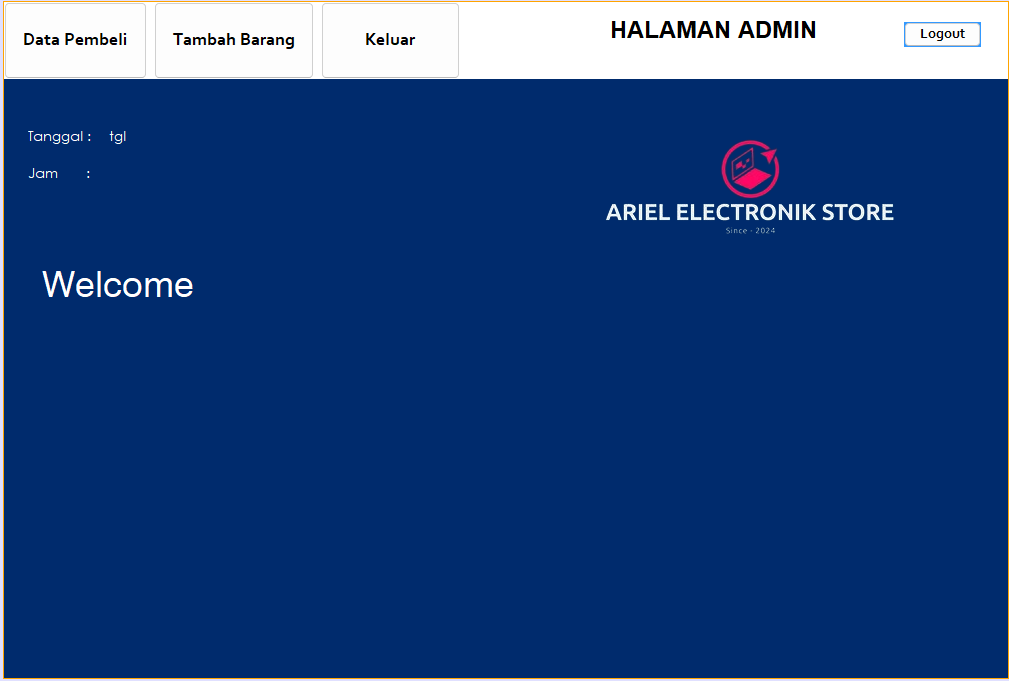 Data Pembeli
Tambah Barang
Keluar
HALAMAN ADMIN
Logout
Tanggal : tgl
Jam :
ARIEL ELECTRONIK STORE
Since - 2024
Welcome